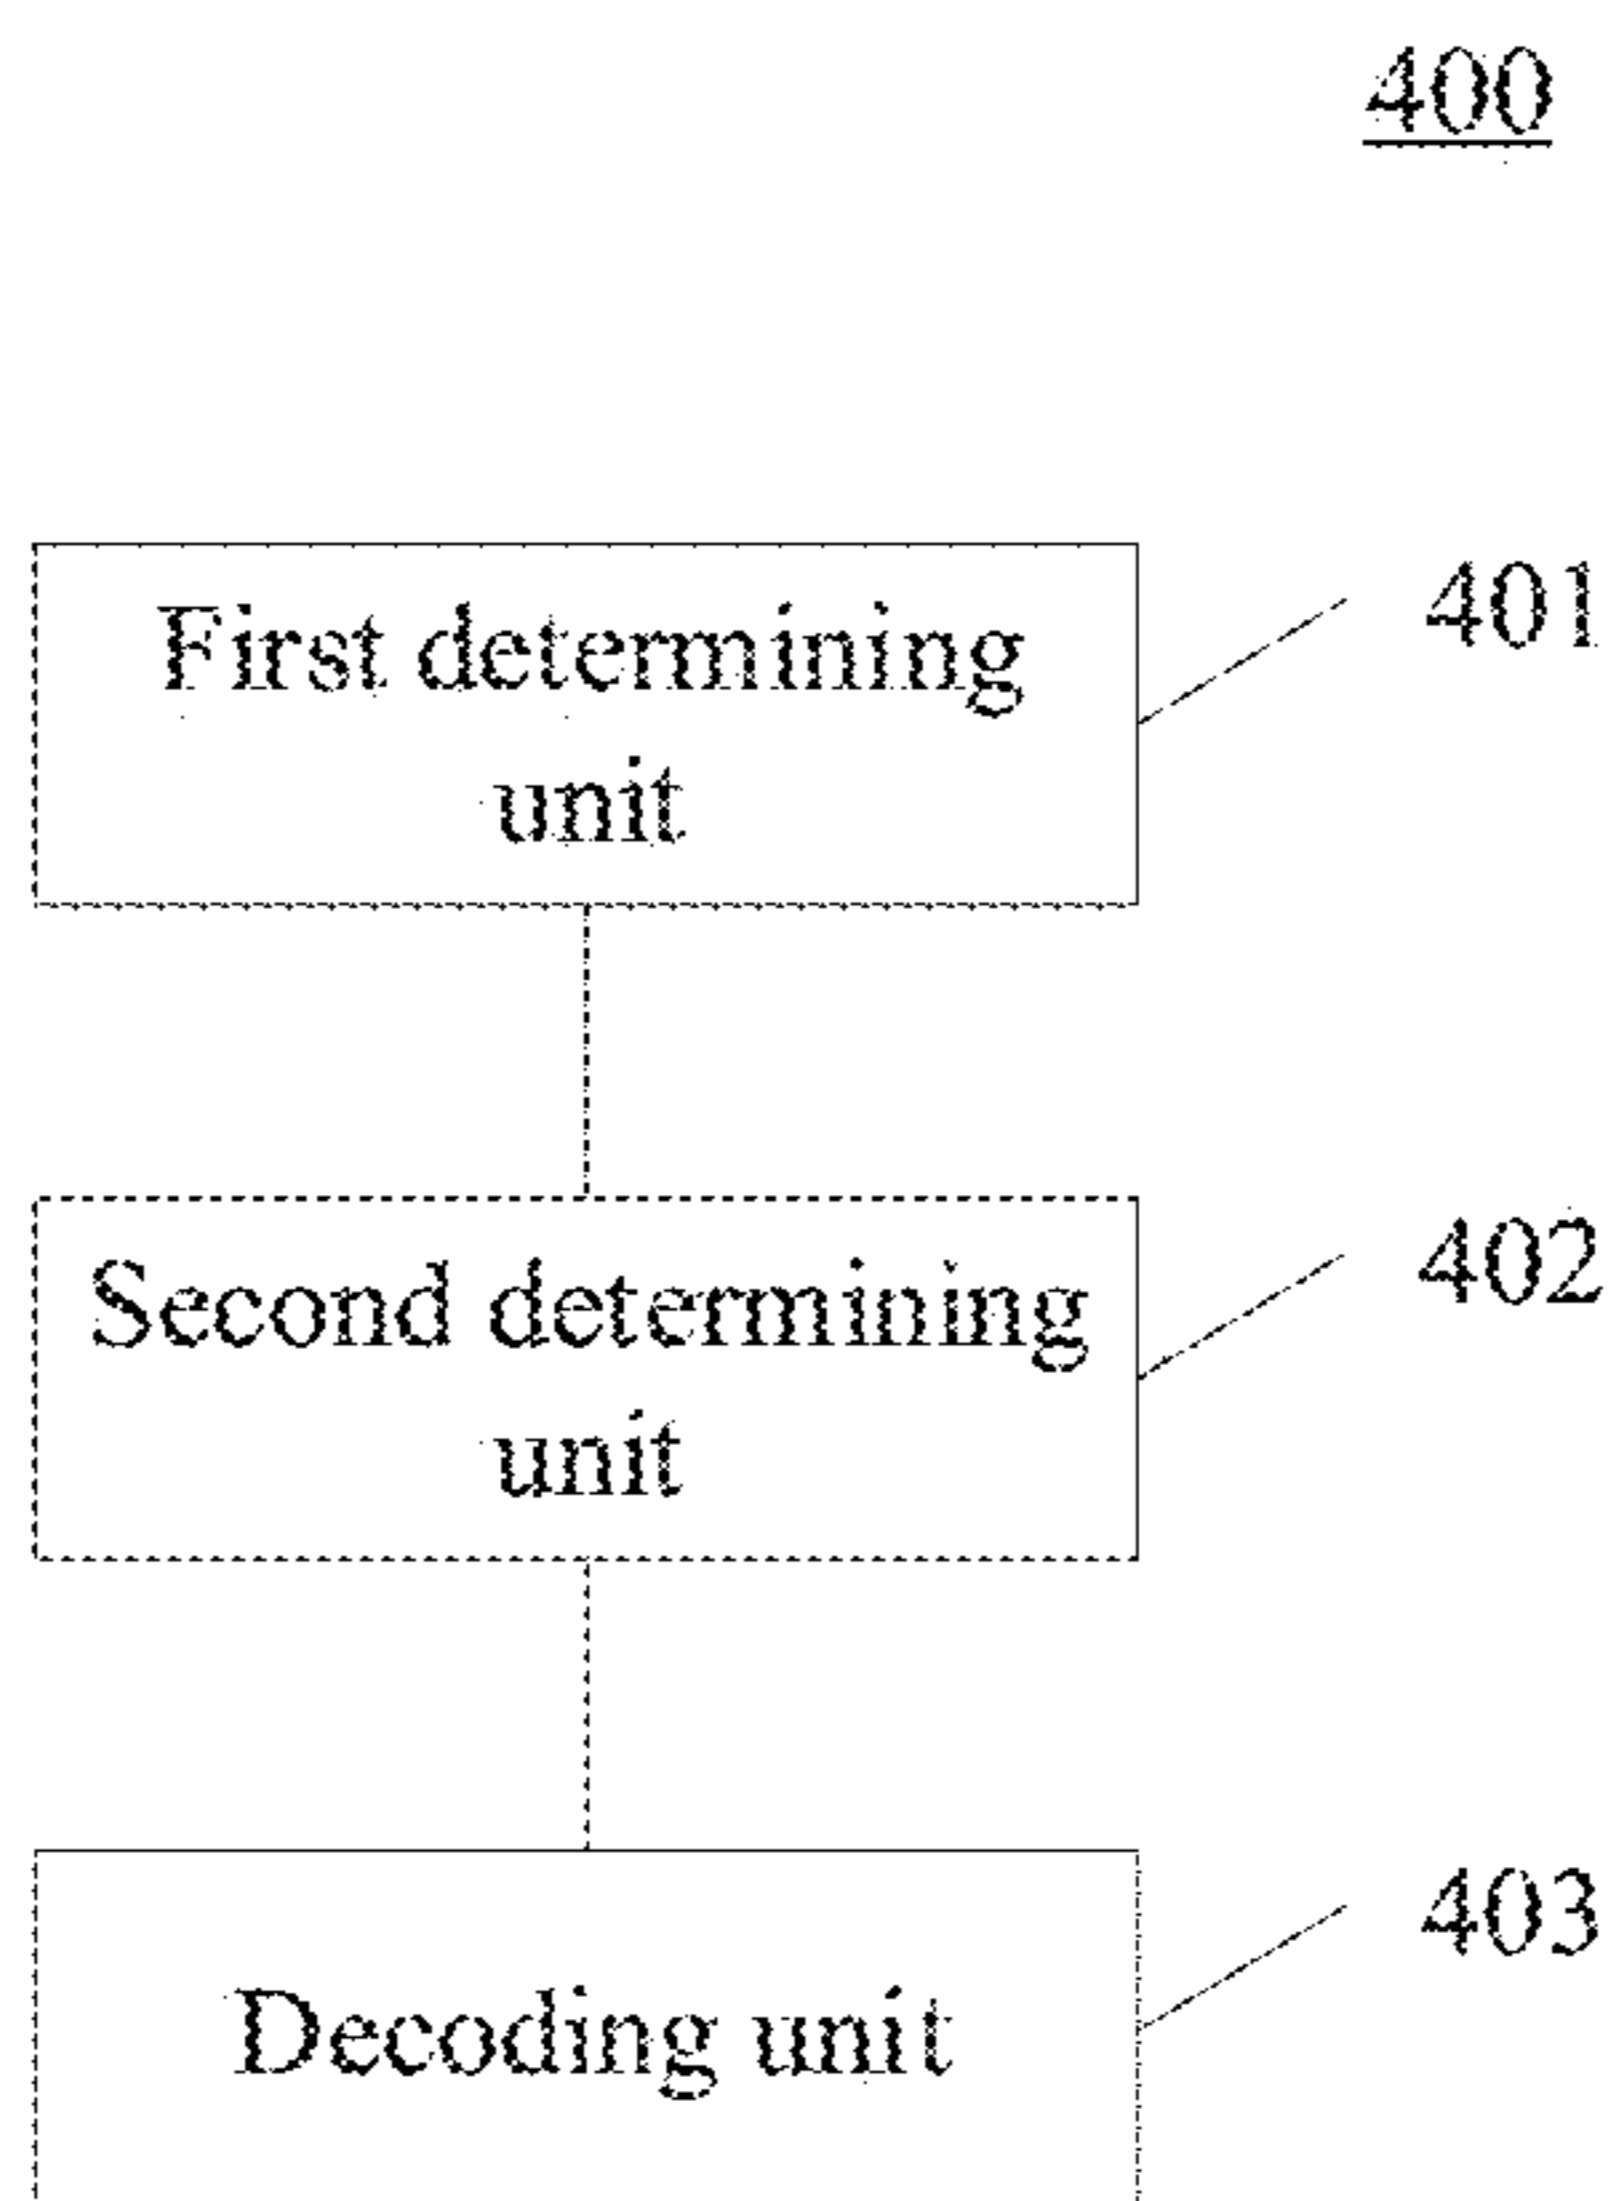 400
First determining
unit
401
Second determining
unit
402
Decoding unit
403